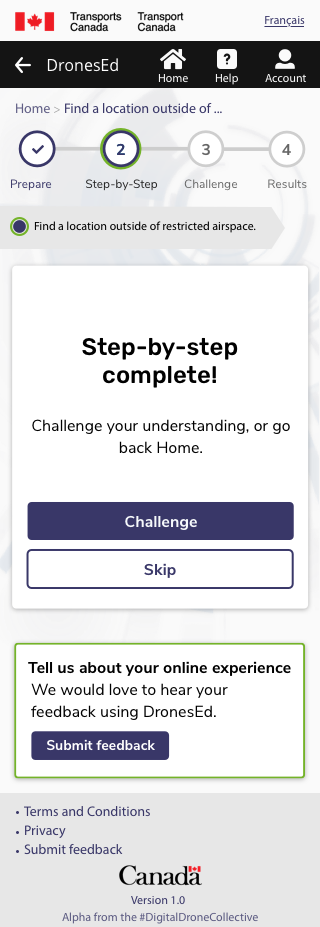 Transports Canada
Transport Canada
Français
DronesEd
Home
Help
Account
Home > Find a location outside of ...
2
3
4
Prepare
Step-by-Step
Challenge
Results
Find a location outside of restricted airspace.
Step-by-step
complete!
Challenge your understanding, or go
back Home.
Challenge
Skip
Tell us about your online experience
We would love to hear your
feedback using DronesEd.
Submit feedback
• Terms and Conditions
• Privacy
• Submit feedback
Canada
Version 1.0
Alpha from the #DigitalDroneCollective